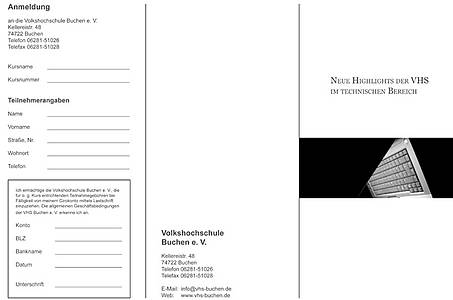 Anmeldung
an die Volkshochschule Buchen e. V.
Kellereistr. 48
74722 Buchen
Telefon 06281-51026
Telefax 06281-51028
Kursname
Kursnummer
Teilnehmerangaben
Name
Vorname
Straße, Nr.
Wohnort
Telefon
Ich ermächtige die Volkshochschule Buchen e. V., die
für o. g. Kurs entrichtenden Teilnehmegebühren bei
Fälligkeit von meinem Girokonto mittels Lastschrift
einzuziehen. Die allgemeinen Geschäftsbedingungen
der VHS Buchen e. V. erkenne ich an.
Konto
BLZ
Bankname
Datum
Unterschrift
Volkshochschule
Buchen e. V.
Kellereistr. 48
74722 Buchen
Telefon 06281-51026
Telefax 06281-51028
E-Mail: info@vhs-buchen.de
Web: www.vhs-buchen.de
Neue Highlights der VHS
im technischen Bereich